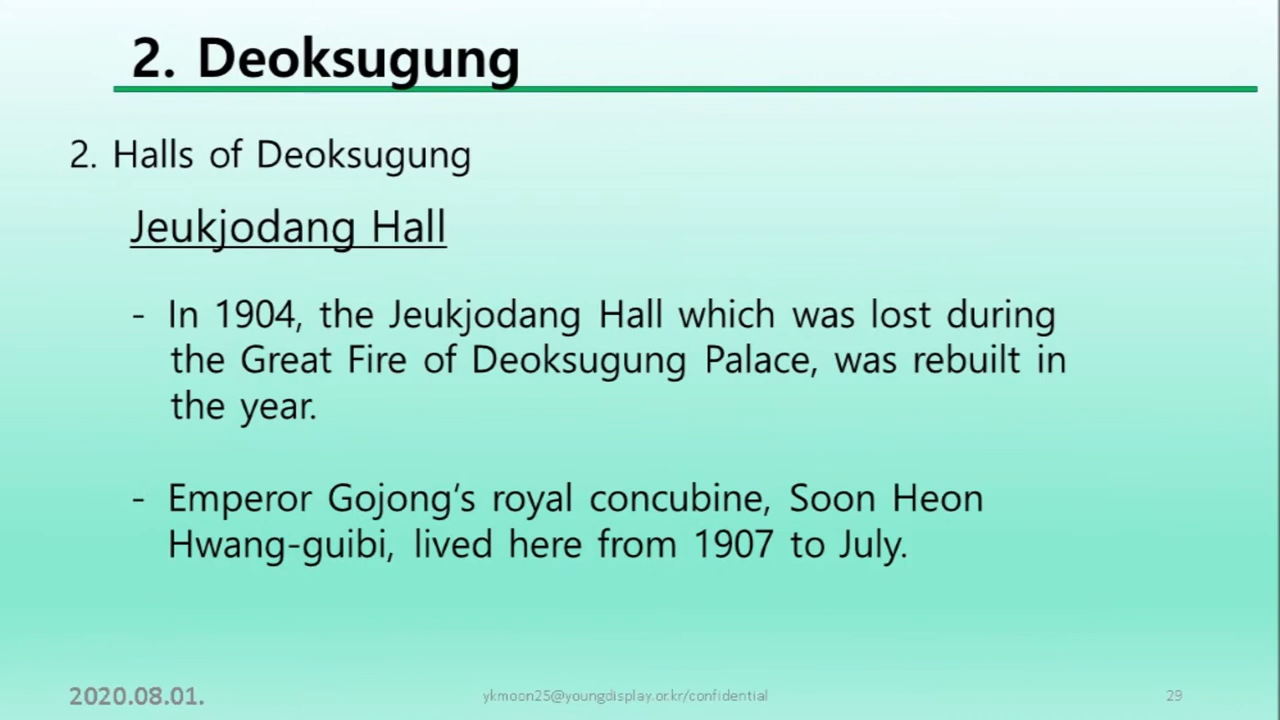 2. Deoksugung
2. Halls of Deoksugung
Jeukjodang Hall
- In 1904, the Jeukjodang Hall which was lost during
the Great Fire of Deoksugung Palace, was rebuilt in
the year.
- Emperor Gojong’s royal concubine, Soon Heon
Hwang-guibi, lived here from 1907 to July.
2020.08.01.
ykmoon25@youngdisplay.or.kr/confidential
29